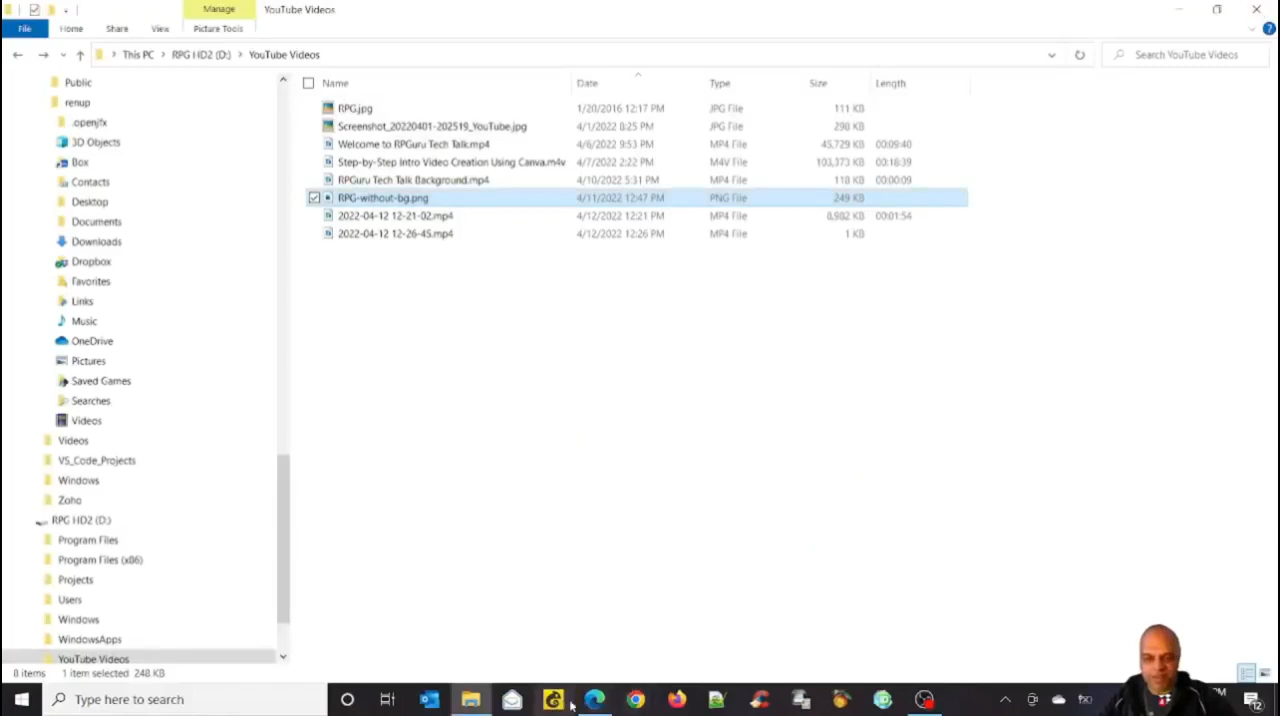 Manage YouTube Videos
File Home Share View Picture Tools
This PC RPG HD2 (D:) YouTube Videos Search YouTube Videos
Name Date Type Size Length
RPG.jpg 1/20/2016 12:17 PM JPG File 111 KB
Screenshot_20220401-202519_YouTube.jpg 4/1/2022 8:25 PM JPG File 298 KB
Welcome to RPGuru Tech Talk.mp4 4/6/2022 9:53 PM MP4 File 45,729 KB 00:09:40
Step-by-Step Intro Video Creation Using Canva.m4v 4/7/2022 2:22 PM M4V File 103,373 KB 00:18:39
RPGuru Tech Talk Background.mp4 4/10/2022 5:31 PM MP4 File 118 KB 00:00:09
RPG-without-bg.png 4/11/2022 12:47 PM PNG File 249 KB
2022-04-12 12-21-02.mp4 4/12/2022 12:21 PM MP4 File 8,982 KB 00:01:54
2022-04-12 12-26-45.mp4 4/12/2022 12:26 PM MP4 File 1 KB
Public
renup
.openjfx
3D Objects
Box
Contacts
Desktop
Documents
Downloads
Dropbox
Favorites
Links
Music
OneDrive
Pictures
Saved Games
Searches
Videos
Videos
VS_Code_Projects
Windows
Zoho
RPG HD2 (D:)
Program Files
Program Files (x86)
Projects
Users
Windows
WindowsApps
YouTube Videos
8 items 1 item selected 248 KB
Type here to search
12